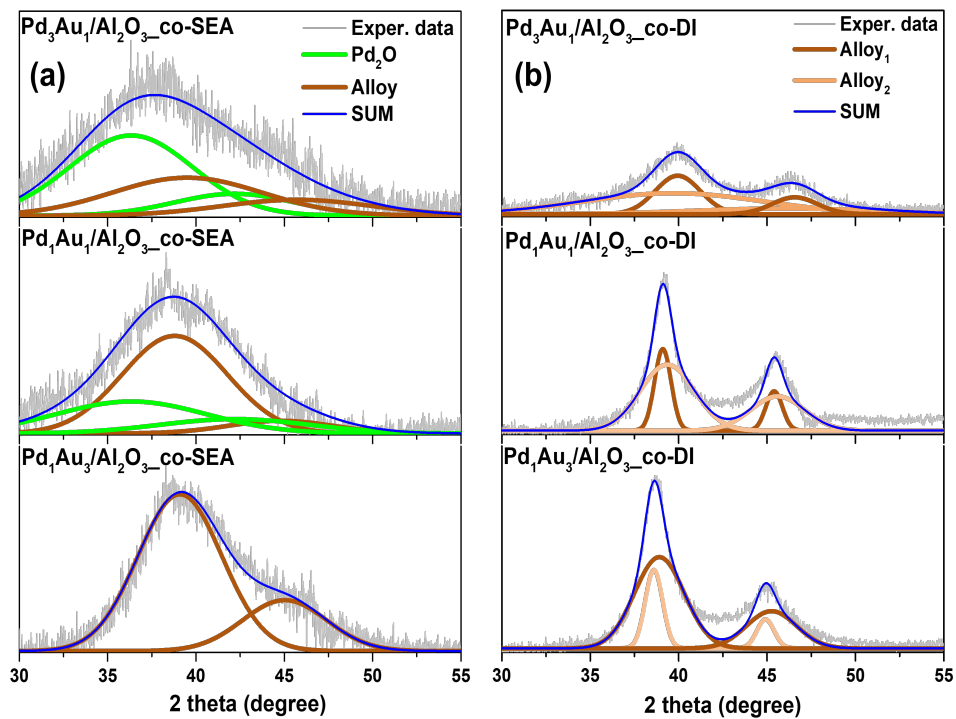 Pd₃Au₁/Al₂O₃_co-SEA
(a)
Exper. data
Pd₂O
Alloy
SUM
Pd₁Au₁/Al₂O₃_co-SEA
Pd₁Au₃/Al₂O₃_co-SEA
30 35 40 45 50 55
2 theta (degree)
Pd₃Au₁/Al₂O₃_co-DI
(b)
Exper. data
Alloy₁
Alloy₂
SUM
Pd₁Au₁/Al₂O₃_co-DI
Pd₁Au₃/Al₂O₃_co-DI
30 35 40 45 50 55
2 theta (degree)